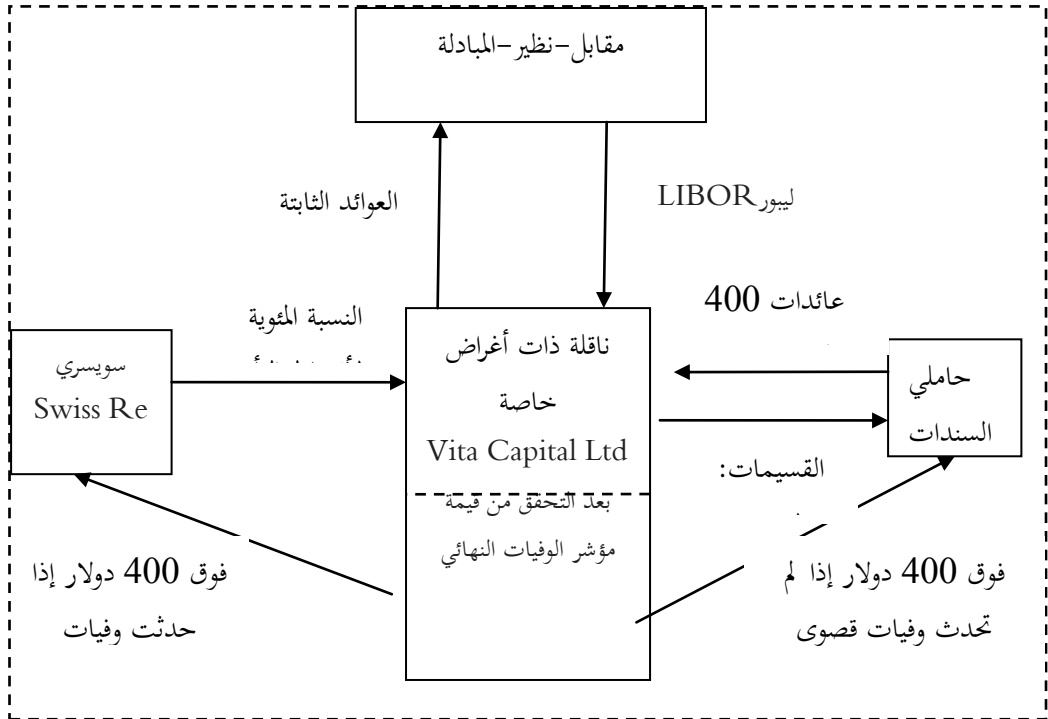 مقابل-نظير-المبادلة
العوائد الثابتة
ليبور LIBOR
النسبة المئوية
عائدات 400
سويسري
Swiss Re
ناقلة ذات أغراض
خاصة
Vita Capital Ltd
حاملي
السندات
القسيمات:
بعد التحقق من قيمة
مؤشر الوفيات النهائي
فوق 400 دولار إذا
حدثت وفيات
فوق 400 دولار إذا لم
تحدث وفيات قصوى